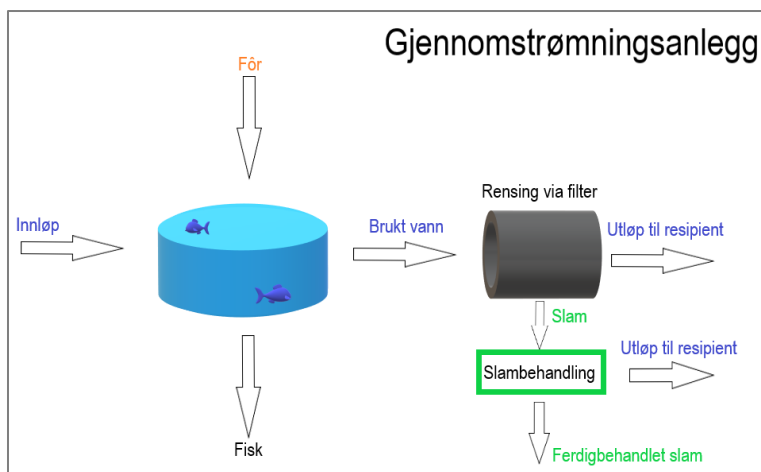 Gjennomstrømningsanlegg
Fôr
Innløp
Brukt vann
Rensing via filter
Utløp til resipient
Slam
Slambehandling
Utløp til resipient
Fisk
Ferdigbehandlet slam